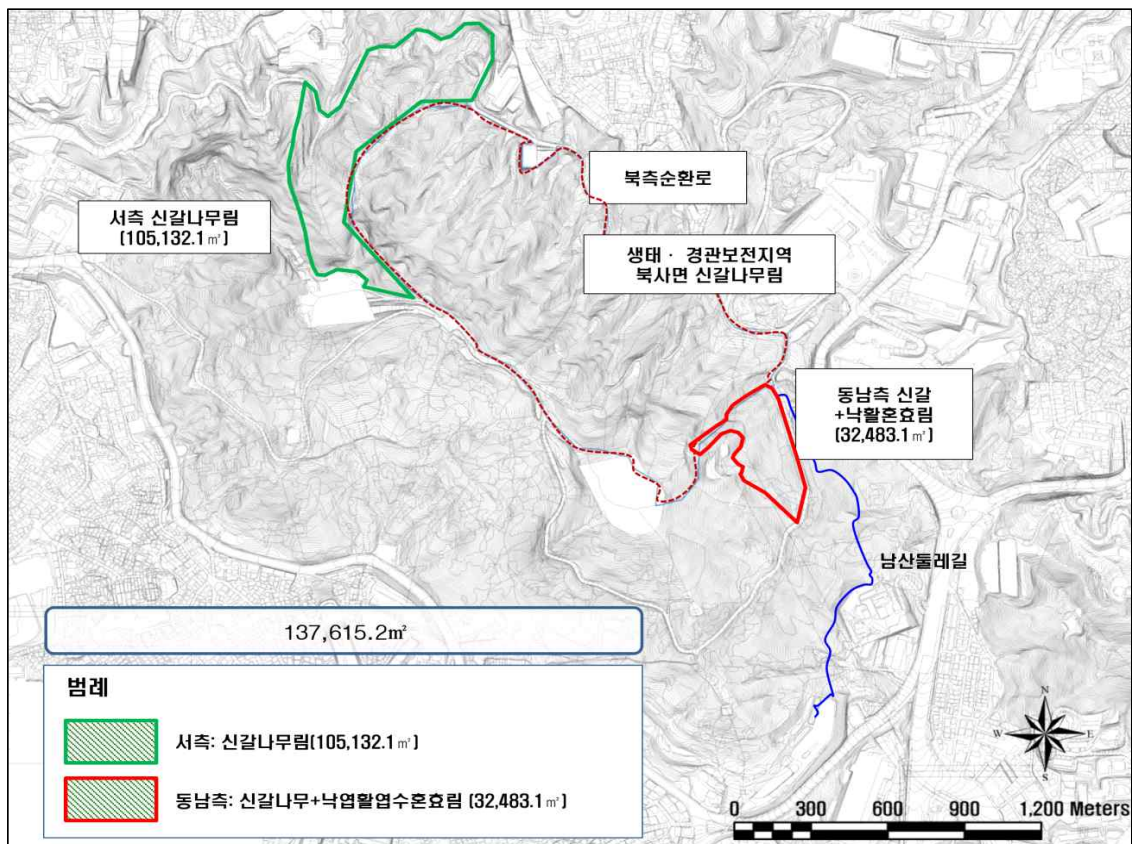 북측순환로
서측 신갈나무림
(105,132.1㎡)
생태 · 경관보전지역
북사면 신갈나무림
동남측 신갈
+낙활혼효림
(32,483.1㎡)
남산둘레길
137,615.2㎡
범례
서측: 신갈나무림(105,132.1㎡)
동남측: 신갈나무+낙엽활엽수혼효림 (32,483.1㎡)
N
W
E
S
0 300 600 900 1,200 Meters